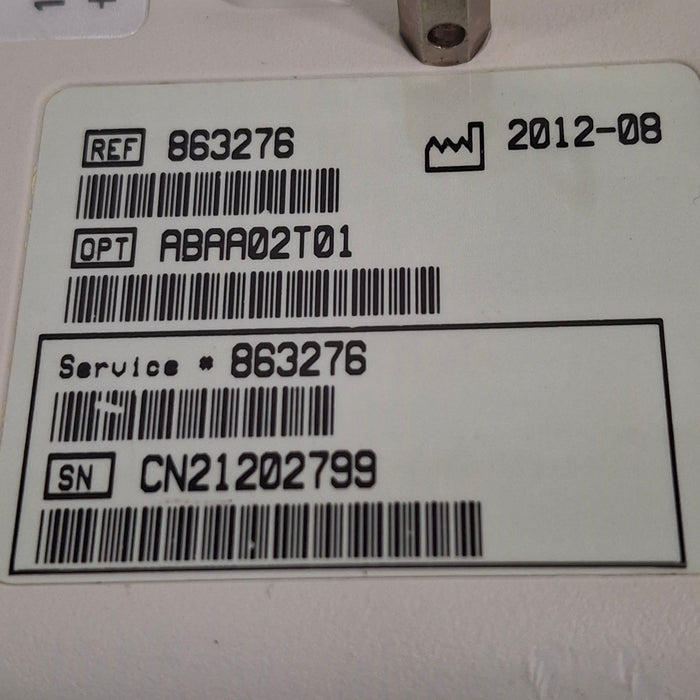 REF 863276
2012-08
OPT ABAA02T01
Service # 863276
SN CN21202799